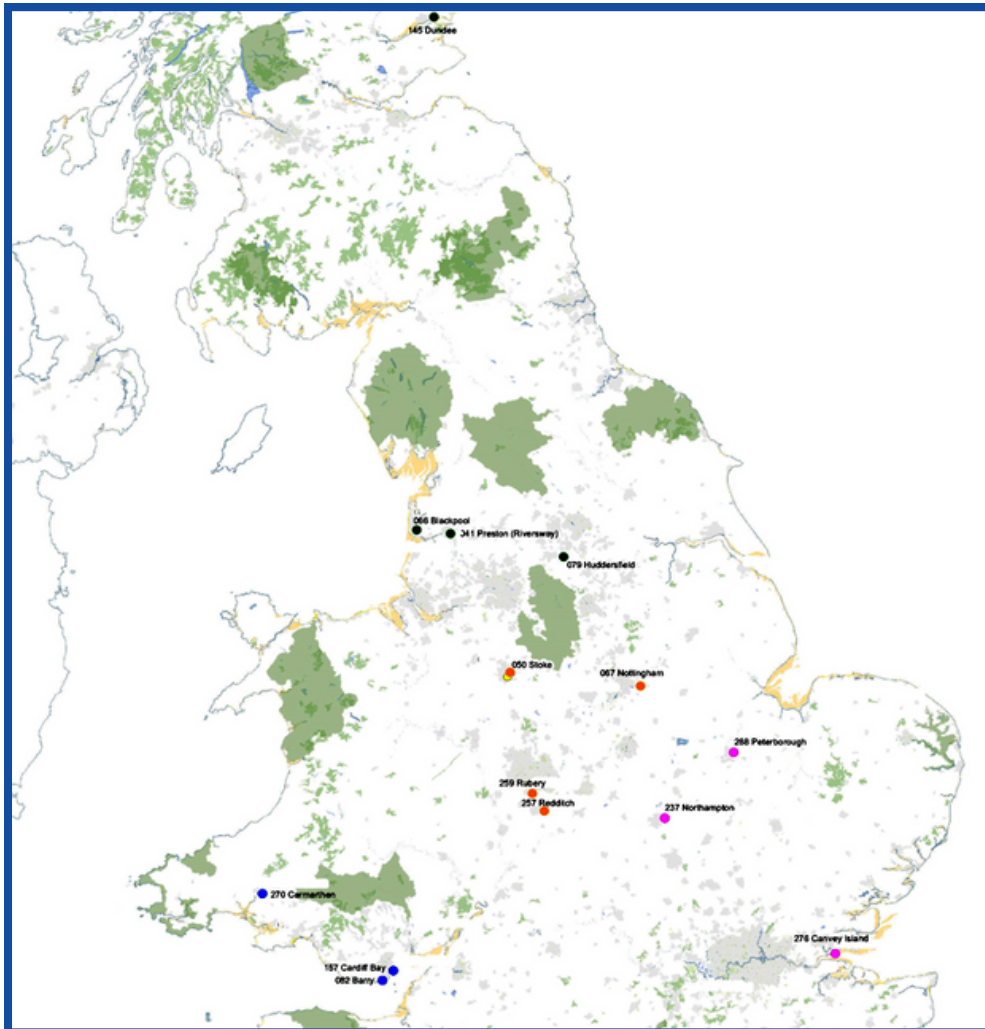 145 Dundee
066 Blackpool
341 Preston (Riversway)
079 Huddersfield
050 Stoke
067 Nottingham
288 Peterborough
259 Rubery
257 Redditch
237 Northampton
270 Carmarthen
276 Canvey Island
157 Cardiff Bay
082 Barry